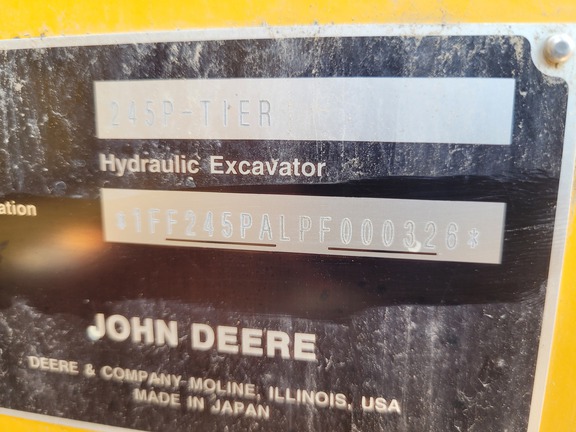 245P-TIER
Hydraulic Excavator
ation
*1FF245PALPF000326*
JOHN DEERE
DEERE & COMPANY MOLINE, ILLINOIS, USA
MADE IN JAPAN